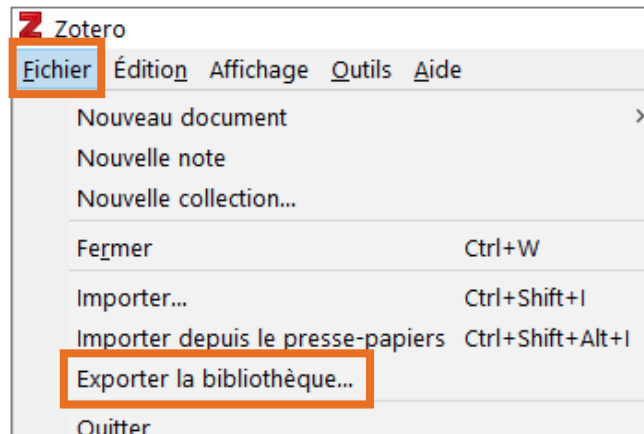 Zotero
Fichier Édition Affichage Outils Aide
Nouveau document
Nouvelle note
Nouvelle collection...
Fermer Ctrl+W
Importer... Ctrl+Shift+I
Importer depuis le presse-papiers Ctrl+Shift+Alt+I
Exporter la bibliothèque...
Quitter